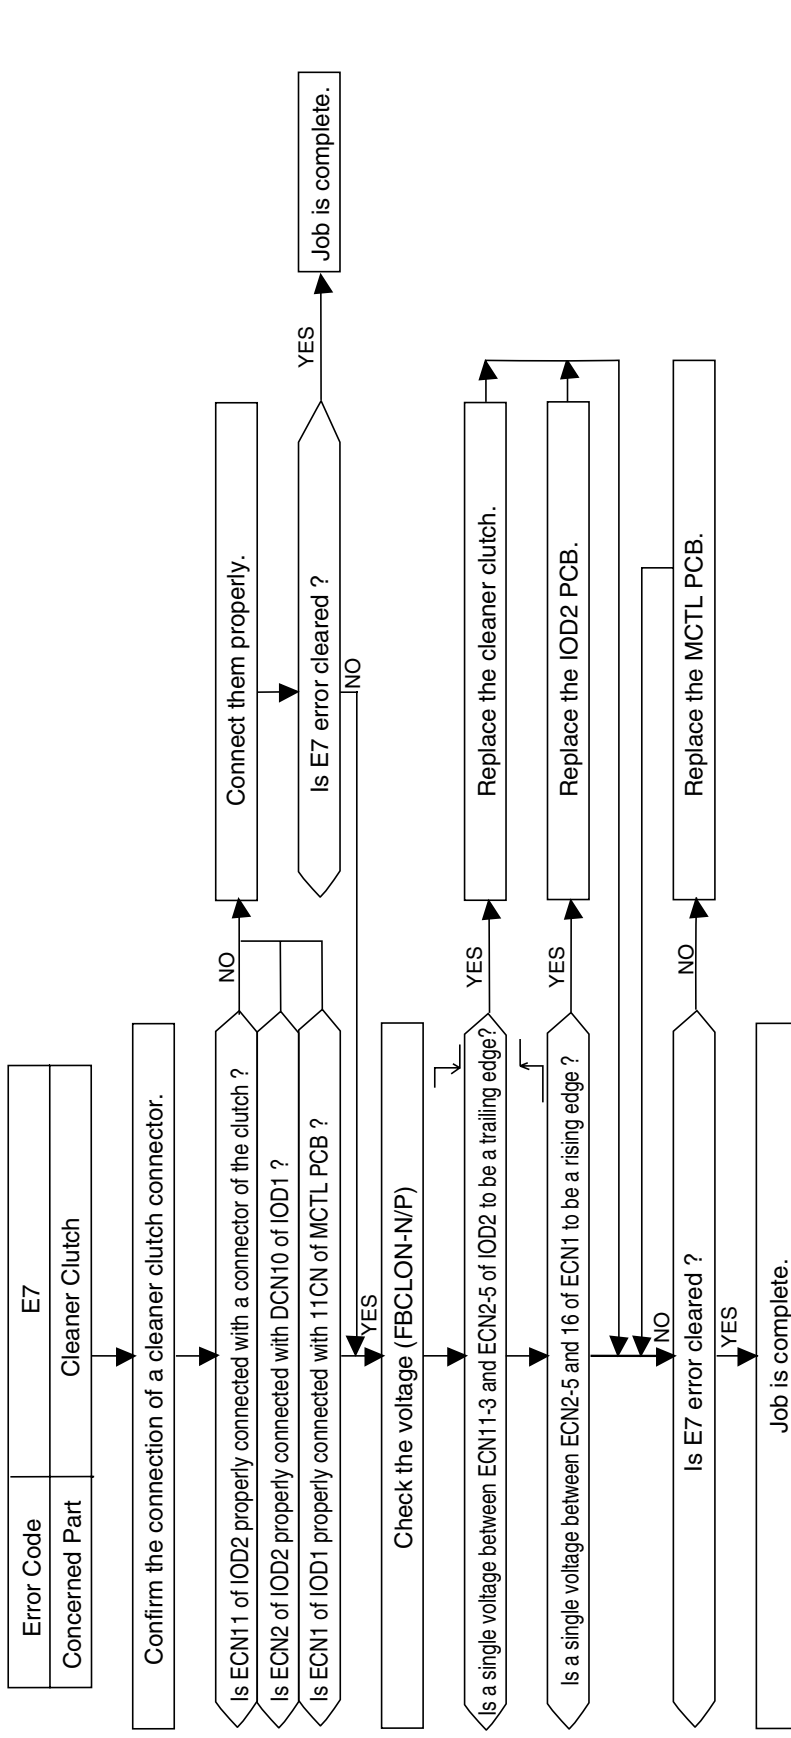 Error Code
E7
Concerned Part
Cleaner Clutch
Confirm the connection of a cleaner clutch connector.
Is ECN11 of IOD2 properly connected with a connector of the clutch ?
NO
Connect them properly.
Is ECN2 of IOD2 properly connected with DCN10 of IOD1 ?
Is ECN1 of IOD1 properly connected with 11CN of MCTL PCB ?
Is E7 error cleared ?
YES
Job is complete.
NO
YES
Check the voltage (FBCLON-N/P)
Is a single voltage between ECN11-3 and ECN2-5 of IOD2 to be a trailing edge?
YES
Replace the cleaner clutch.
Is a single voltage between ECN2-5 and 16 of ECN1 to be a rising edge ?
YES
Replace the IOD2 PCB.
NO
Is E7 error cleared ?
NO
Replace the MCTL PCB.
YES
Job is complete.